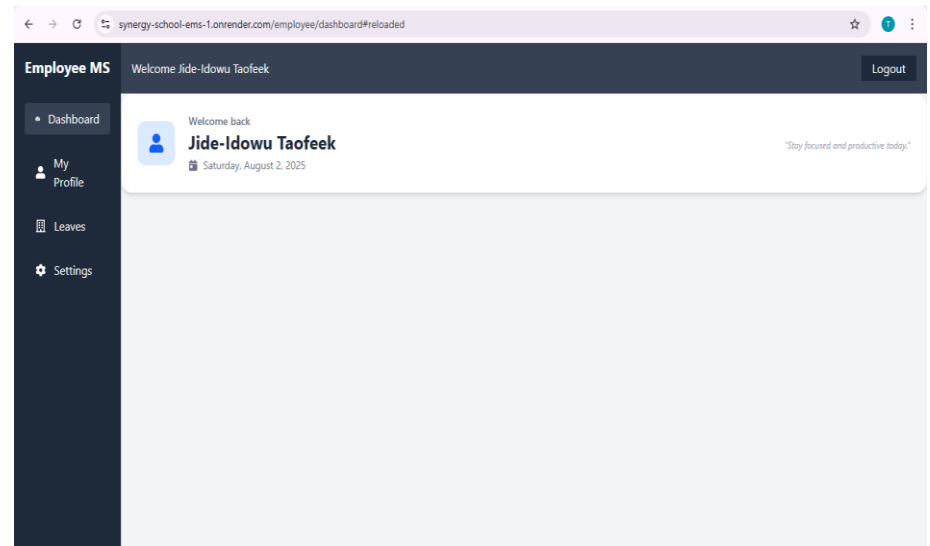 synergy-school-ems-1.onrender.com/employee/dashboard#reloaded
T
Employee MS
Welcome Jide-Idowu Taofeek
Logout
Dashboard
My
Profile
Leaves
Settings
Welcome back
Jide-Idowu Taofeek
Saturday, August 2, 2025
"Stay focused and productive today."